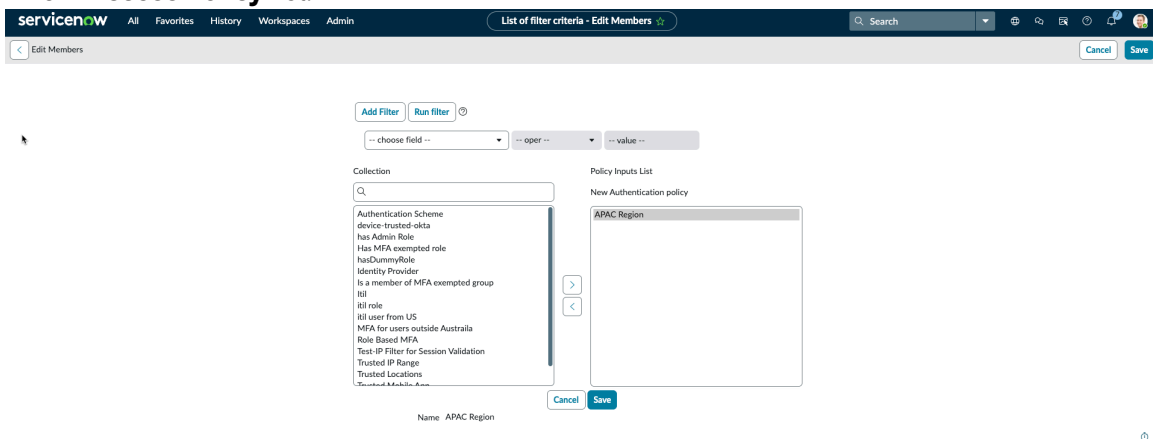 servicenow All Favorites History Workspaces Admin List of filter criteria - Edit Members Search
Edit Members Cancel Save
Add Filter Run filter
-- choose field -- -- oper -- -- value --
Collection Policy Inputs List
New Authentication policy
Authentication Scheme APAC Region
device-trusted-okta
has Admin Role
Has MFA exempted role
hasDummyRole
Identity Provider
Is a member of MFA exempted group
Itil
itil role
itil user from US
MFA for users outside Austraila
Role Based MFA
Test-IP Filter for Session Validation
Trusted IP Range
Trusted Locations
Trusted Mobile App
Cancel Save
Name APAC Region